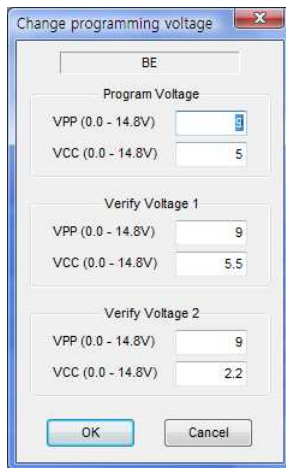 Change programming voltage
BE
Program Voltage
VPP (0.0 - 14.8V) 9
VCC (0.0 - 14.8V) 5
Verify Voltage 1
VPP (0.0 - 14.8V) 9
VCC (0.0 - 14.8V) 5.5
Verify Voltage 2
VPP (0.0 - 14.8V) 9
VCC (0.0 - 14.8V) 2.2
OK Cancel